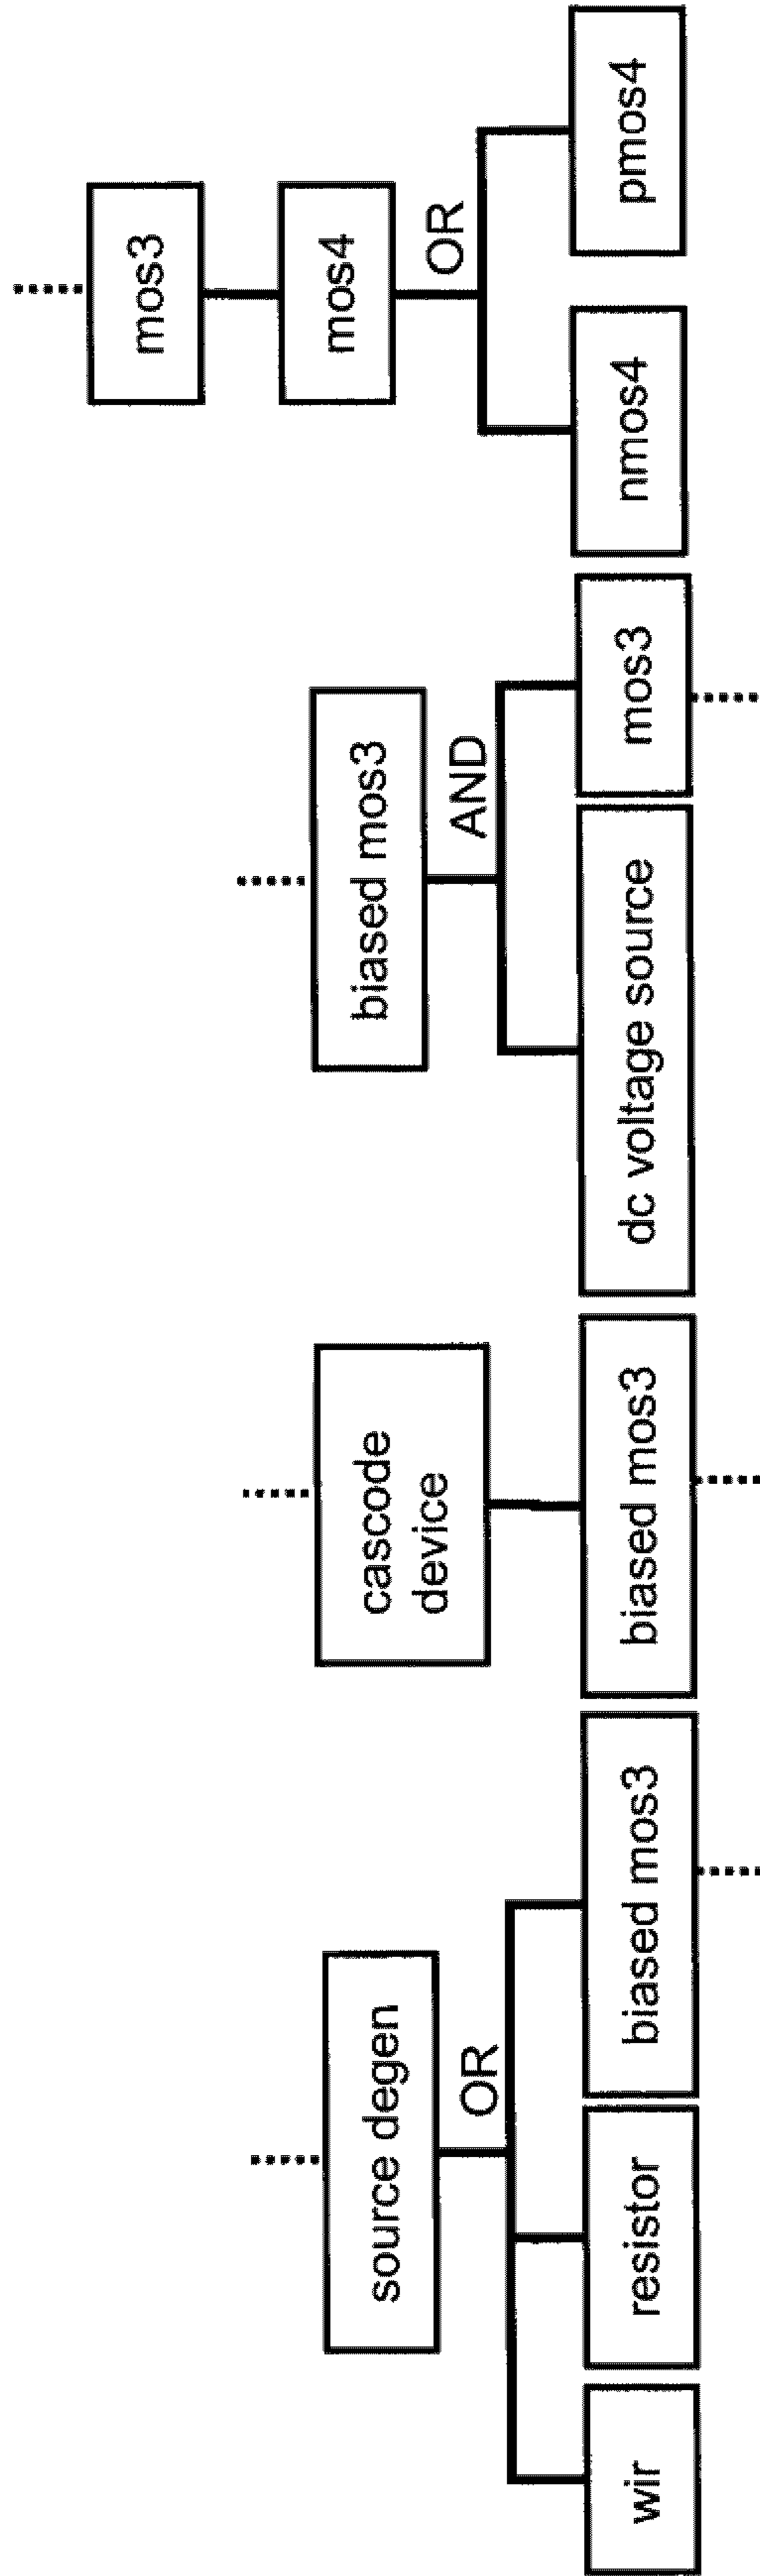 source degen
OR
wir
resistor
biased mos3
cascode
device
biased mos3
biased mos3
AND
dc voltage source
mos3
mos3
mos4
OR
nmos4
pmos4